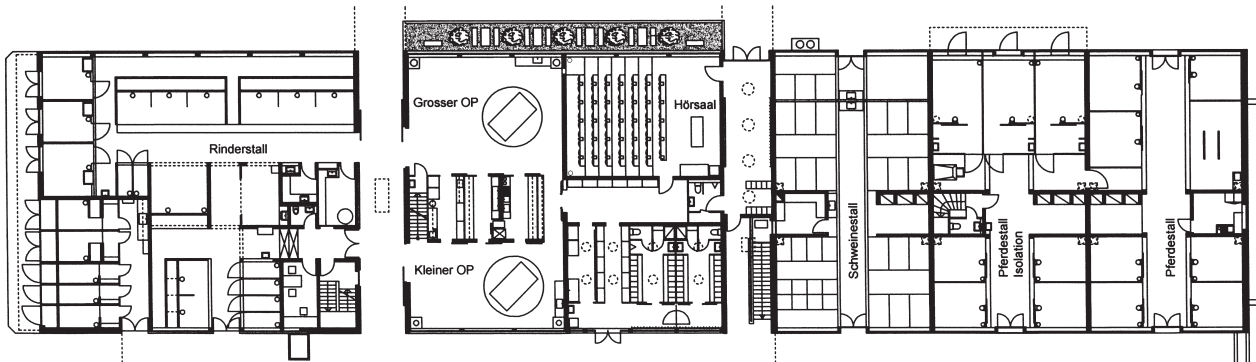 Grosser OP
Hörsaal
Rinderstall
Kleiner OP
Schweinestall
Pferdestall
Isolation
Pferdestall